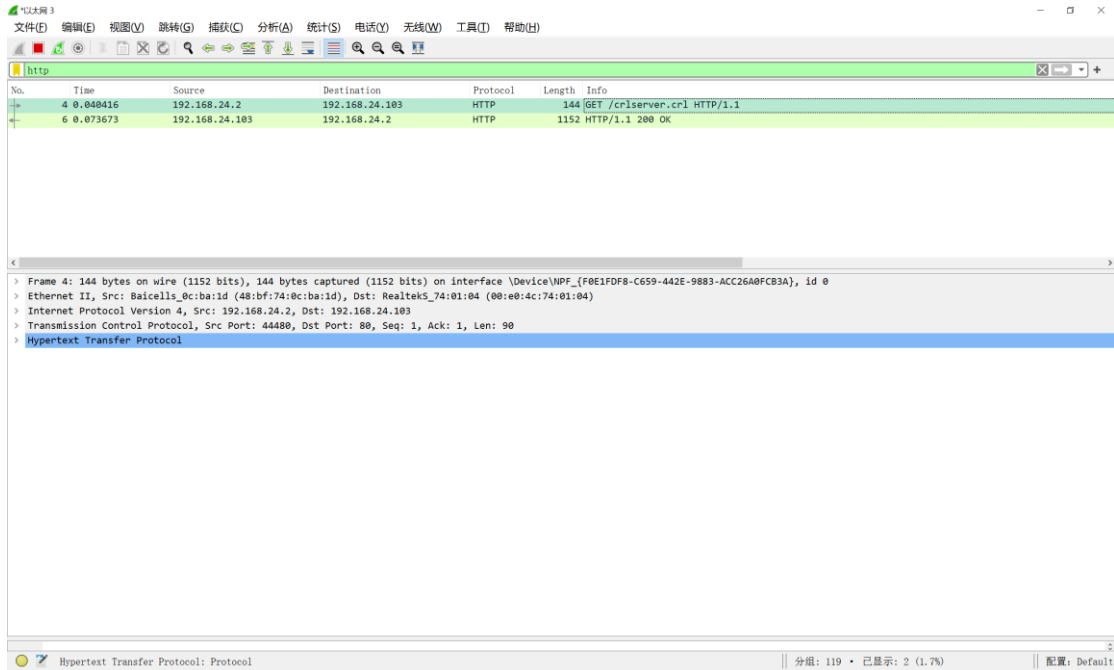 *以太网 3
文件(F) 编辑(E) 视图(V) 跳转(G) 捕获(C) 分析(A) 统计(S) 电话(Y) 无线(W) 工具(T) 帮助(H)
http
No. Time Source Destination Protocol Length Info
4 0.040416 192.168.24.2 192.168.24.103 HTTP 144 GET /crlserver.crl HTTP/1.1
6 0.073673 192.168.24.103 192.168.24.2 HTTP 1152 HTTP/1.1 200 OK
Frame 4: 144 bytes on wire (1152 bits), 144 bytes captured (1152 bits) on interface \Device\NPF_{F0E1FDF8-C659-442E-9883-ACC26A0FCB3A}, id 0
Ethernet II, Src: Baicells_0c:ba:1d (48:bf:74:0c:ba:1d), Dst: RealtekS_74:01:04 (00:e0:4c:74:01:04)
Internet Protocol Version 4, Src: 192.168.24.2, Dst: 192.168.24.103
Transmission Control Protocol, Src Port: 44480, Dst Port: 80, Seq: 1, Ack: 1, Len: 90
Hypertext Transfer Protocol
Hypertext Transfer Protocol: Protocol 分组: 119 · 已显示: 2 (1.7%) 配置: Default